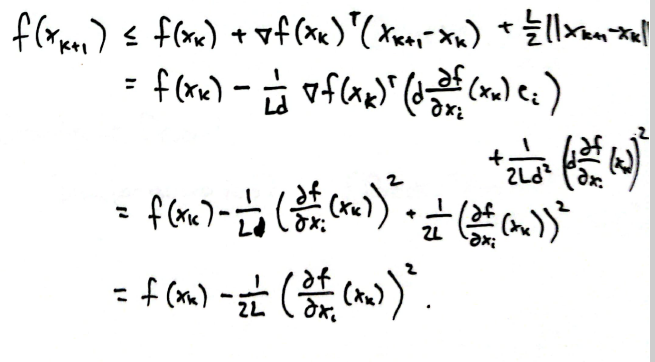 f(x_{k+1}) ≤ f(x_k) + ∇f(x_k)^T(x_{k+1}-x_k) + L/2||x_{k+1}-x_k||
= f(x_k) - 1/(Ld) ∇f(x_k)^T (d ∂f/∂x_i (x_k) e_i)
+ 1/(2Ld²) (d ∂f/∂x_i (x_k))²
= f(x_k) - 1/L (∂f/∂x_i (x_k))² + 1/(2L) (∂f/∂x_i (x_k))²
= f(x_k) - 1/(2L) (∂f/∂x_i (x_k))².